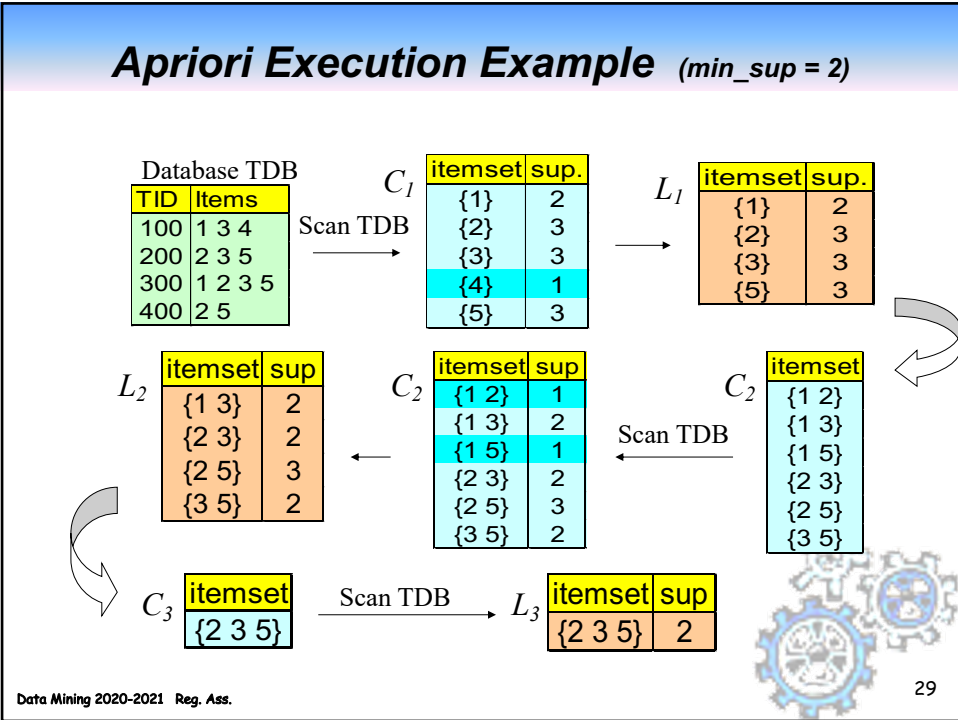 Apriori Execution Example (min_sup = 2)
Database TDB
TID Items
100 1 3 4
200 2 3 5
300 1 2 3 5
400 2 5
Scan TDB
C1
itemset sup.
{1} 2
{2} 3
{3} 3
{4} 1
{5} 3
L1
itemset sup.
{1} 2
{2} 3
{3} 3
{5} 3
C2
itemset
{1 2}
{1 3}
{1 5}
{2 3}
{2 5}
{3 5}
Scan TDB
C2
itemset sup
{1 2} 1
{1 3} 2
{1 5} 1
{2 3} 2
{2 5} 3
{3 5} 2
L2
itemset sup
{1 3} 2
{2 3} 2
{2 5} 3
{3 5} 2
C3
itemset
{2 3 5}
Scan TDB
L3
itemset sup
{2 3 5} 2
Data Mining 2020-2021 Reg. Ass.
29